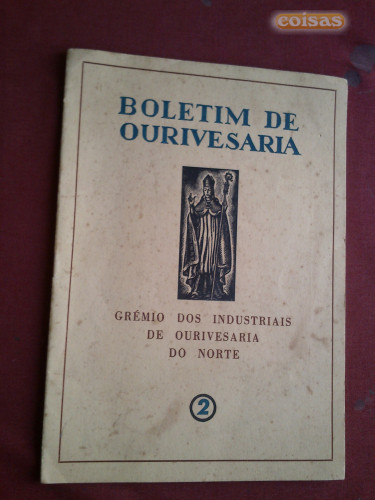 coisas
BOLETIM DE
OURIVESARIA
GRÉMIO DOS INDUSTRIAIS
DE OURIVESARIA
DO NORTE
2